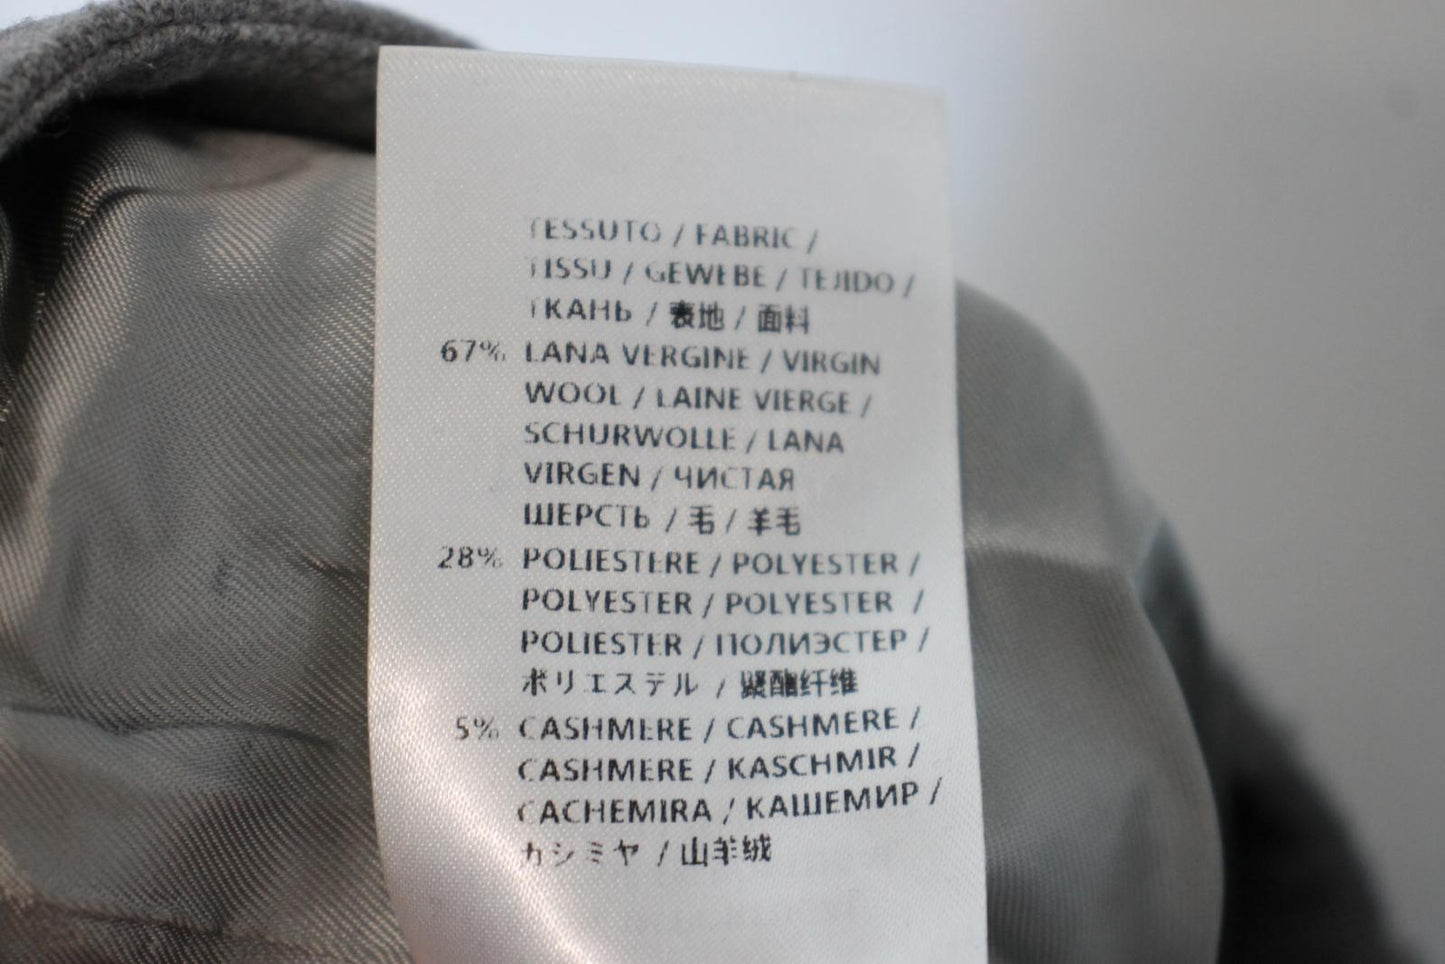 TESSUTO / FABRIC /
TISSU / GEWEBE / TEJIDO /
ТКАНЬ / 表地 / 面料
67% LANA VERGINE / VIRGIN
WOOL / LAINE VIERGE /
SCHURWOLLE / LANA
VIRGEN / ЧИСТАЯ
ШЕРСТЬ / 毛 / 羊毛
28% POLIESTERE / POLYESTER /
POLYESTER / POLYESTER /
POLIESTER / ПОЛИЭСТЕР /
ポリエステル / 聚酯纤维
5% CASHMERE / CASHMERE /
CASHMERE / KASCHMIR /
CACHEMIRA / КАШЕМИР /
カシミヤ / 山羊绒